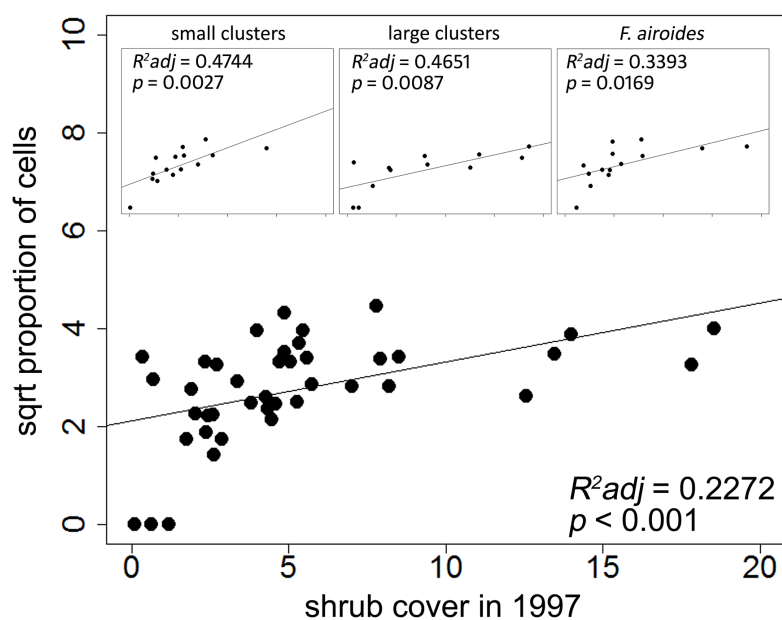 small clusters
R²adj = 0.4744
p = 0.0027
large clusters
R²adj = 0.4651
p = 0.0087
F. airoides
R²adj = 0.3393
p = 0.0169
10
8
6
4
2
0
sqrt proportion of cells
R²adj = 0.2272
p < 0.001
0 5 10 15 20
shrub cover in 1997